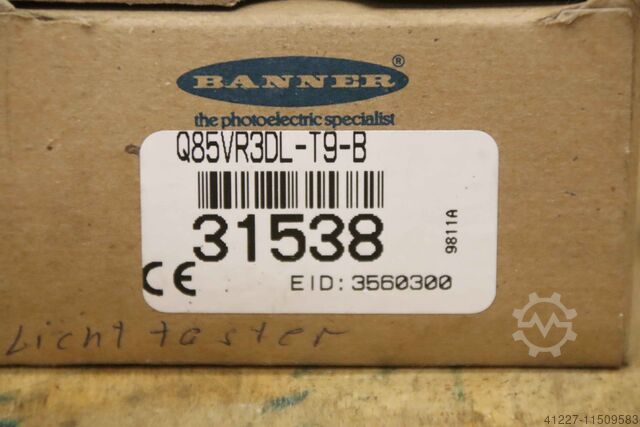 BANNER®
the photoelectric specialist
Q85VR3DL-T9-B
31538
9811A
CE
EID: 3560300
Licht taster
41227-11509583